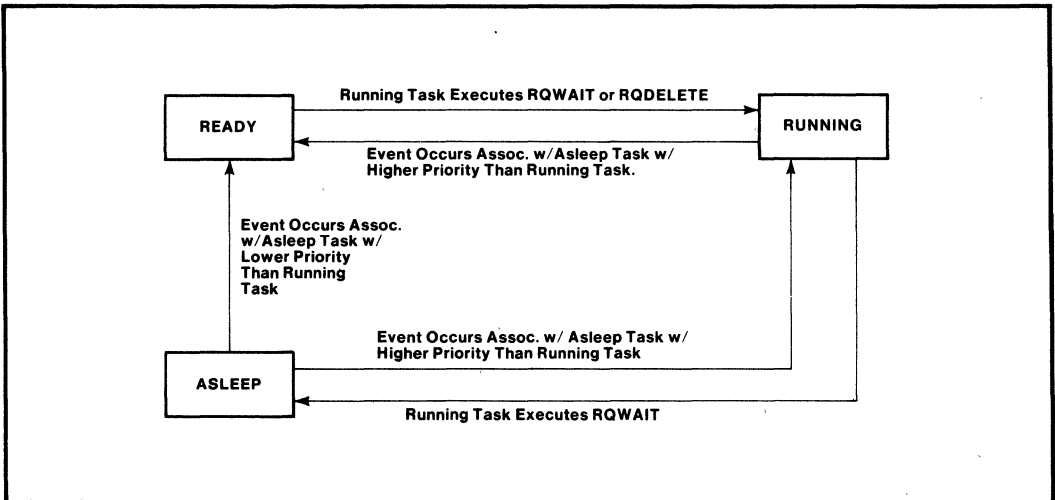 Running Task Executes RQWAIT or RQDELETE
READY
RUNNING
Event Occurs Assoc. w/Asleep Task w/
Higher Priority Than Running Task.
Event Occurs Assoc.
w/Asleep Task w/
Lower Priority
Than Running
Task
Event Occurs Assoc. w/ Asleep Task w/
Higher Priority Than Running Task
ASLEEP
Running Task Executes RQWAIT